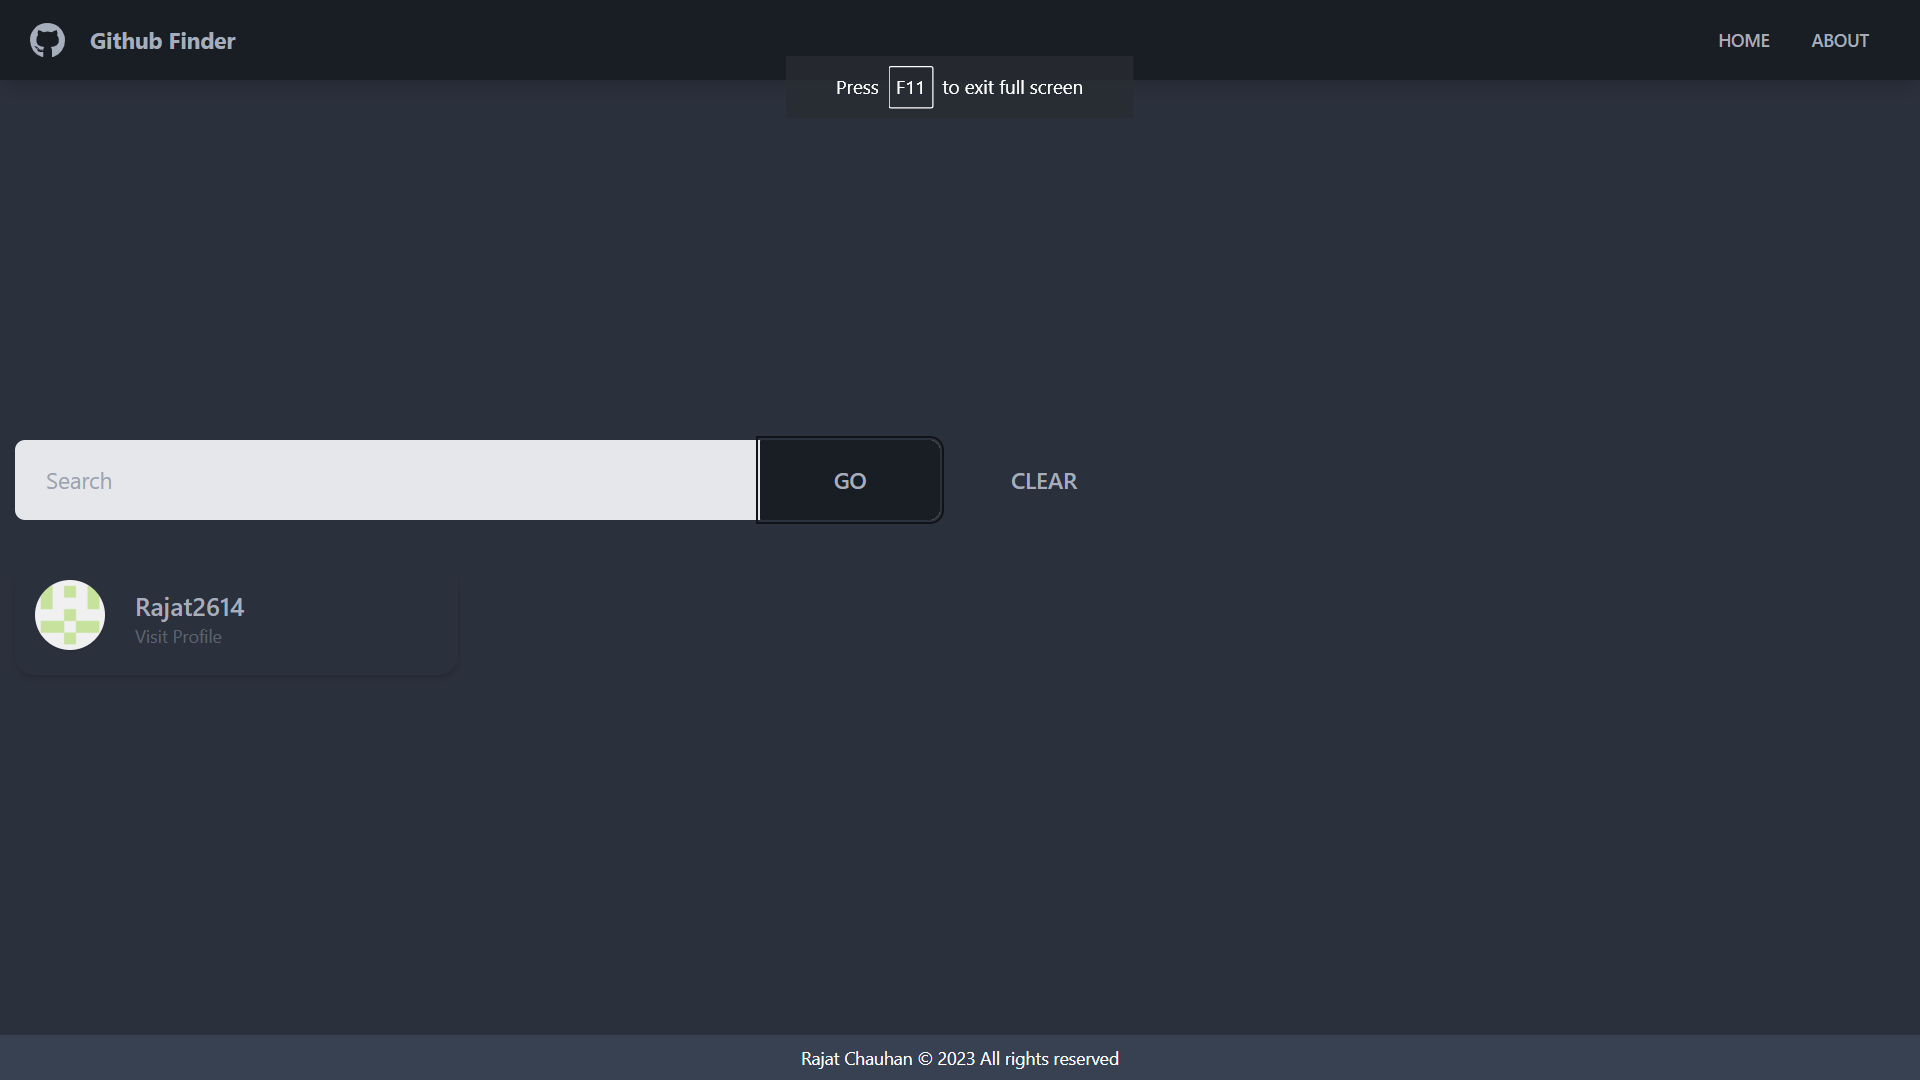 Github Finder
HOME
ABOUT
Press F11 to exit full screen
Search
GO
CLEAR
Rajat2614
Visit Profile
Rajat Chauhan © 2023 All rights reserved